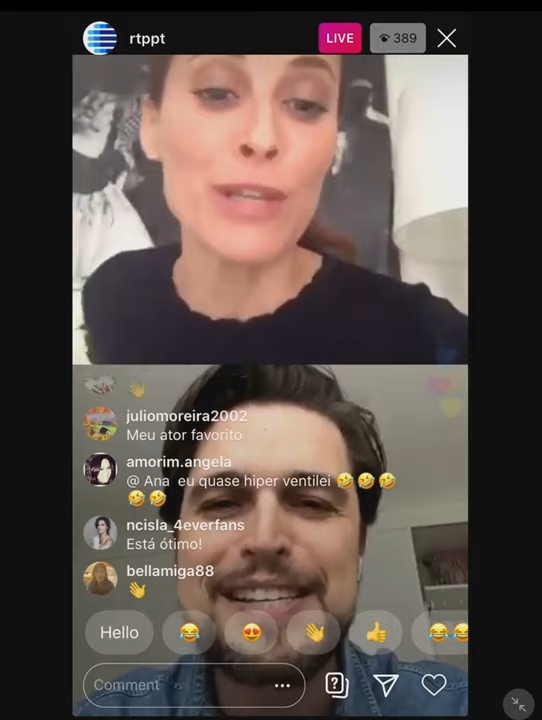 rtppt
LIVE
389
juliomoreira2002
Meu ator favorito
amorim.angela
@ Ana eu quase hiper ventilei 🤣🤣🤣
🤣🤣
ncisla_4everfans
Está ótimo!
bellamiga88
👋
Hello
Comment